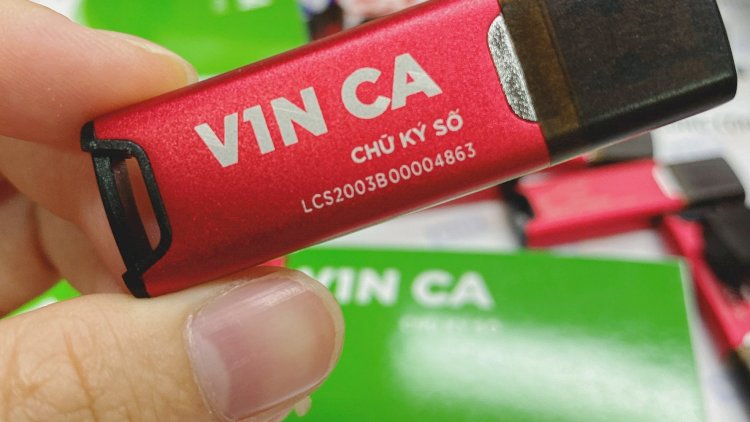 V1N CA
CHỮ KÝ SỐ
LCS2003B00004863
V1N CA